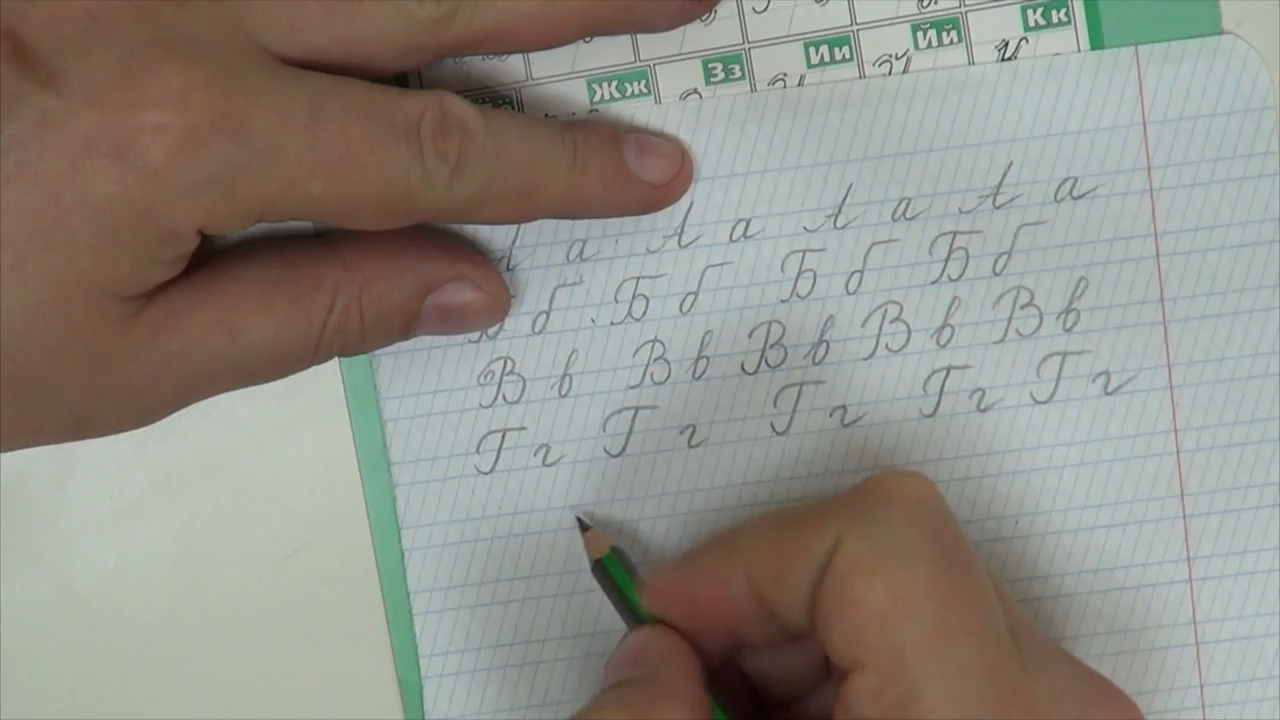 Жж Зз Ии Йй Кк
А а А а А а А а
Б б Б б Б б Б б
В в В в В в В в В в
Г г Г г Г г Г г Г г